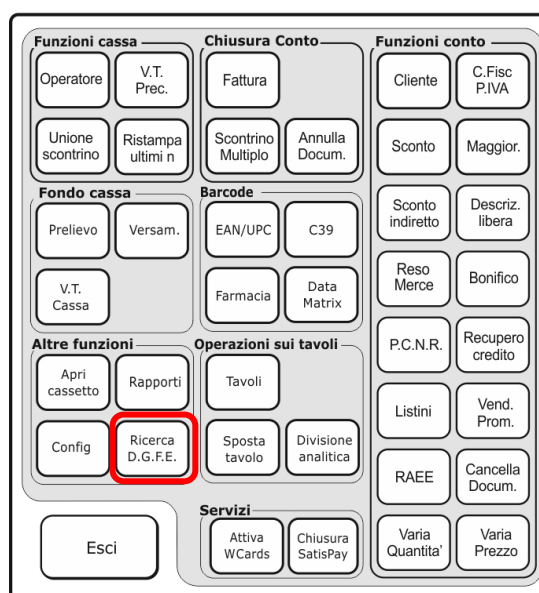 Funzioni cassa
Operatore
V.T.
Prec.
Unione
scontrino
Ristampa
ultimi n
Chiusura Conto
Fattura
Scontrino
Multiplo
Annulla
Docum.
Funzioni conto
Cliente
C.Fisc
P.IVA
Sconto
Maggior.
Sconto
indiretto
Descriz.
libera
Reso
Merce
Bonifico
P.C.N.R.
Recupero
credito
Listini
Vend.
Prom.
RAEE
Cancella
Docum.
Varia
Quantita'
Varia
Prezzo
Fondo cassa
Prelievo
Versam.
V.T.
Cassa
Barcode
EAN/UPC
C39
Farmacia
Data
Matrix
Altre funzioni
Apri
cassetto
Rapporti
Config
Ricerca
D.G.F.E.
Operazioni sui tavoli
Tavoli
Sposta
tavolo
Divisione
analitica
Servizi
Attiva
WCards
Chiusura
SatisPay
Esci